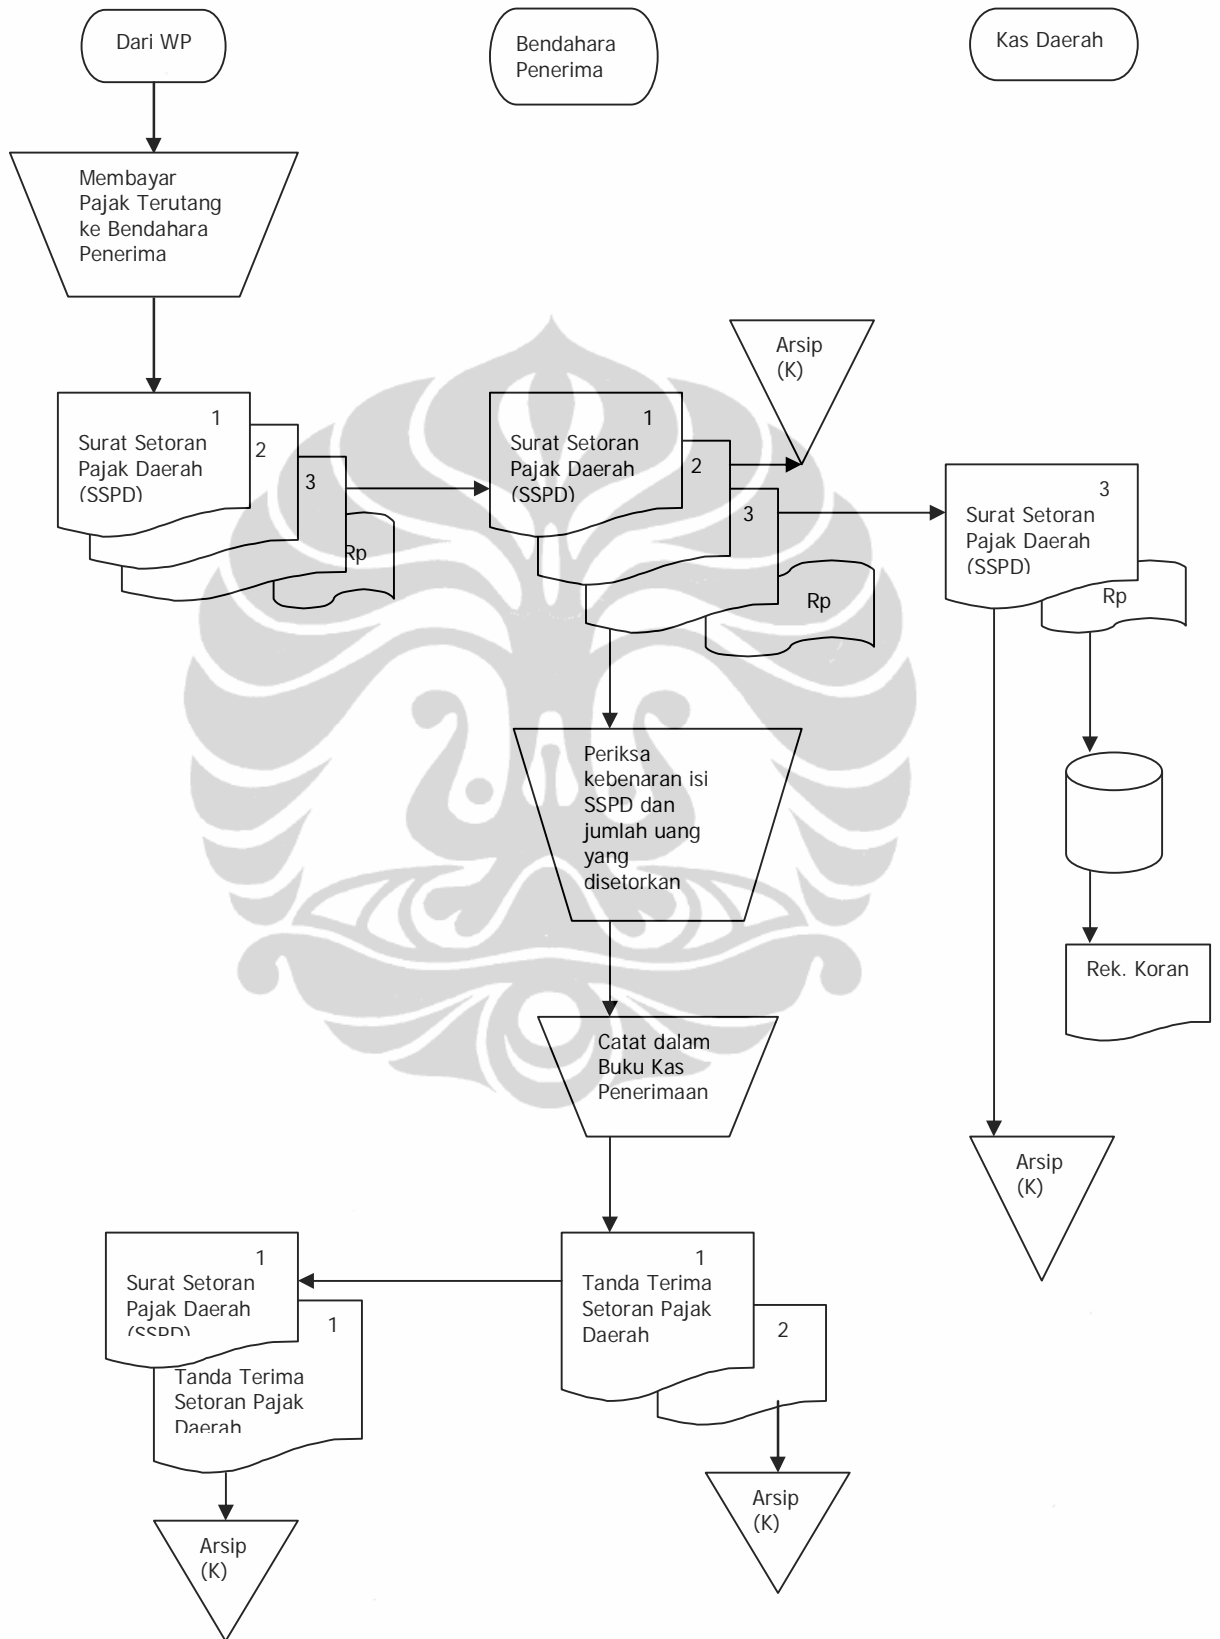 Dari WP
Bendahara
Penerima
Kas Daerah
Membayar
Pajak Terutang
ke Bendahara
Penerima
Arsip
(K)
1
Surat Setoran
Pajak Daerah
(SSPD)
2
3
Rp
1
Surat Setoran
Pajak Daerah
(SSPD)
2
3
Rp
3
Surat Setoran
Pajak Daerah
(SSPD)
Rp
Periksa
kebenaran isi
SSPD dan
jumlah uang
yang
disetorkan
Rek. Koran
Catat dalam
Buku Kas
Penerimaan
Arsip
(K)
1
Surat Setoran
Pajak Daerah
(SSPD)
1
Tanda Terima
Setoran Pajak
Daerah
1
Tanda Terima
Setoran Pajak
Daerah
2
Arsip
(K)
Arsip
(K)